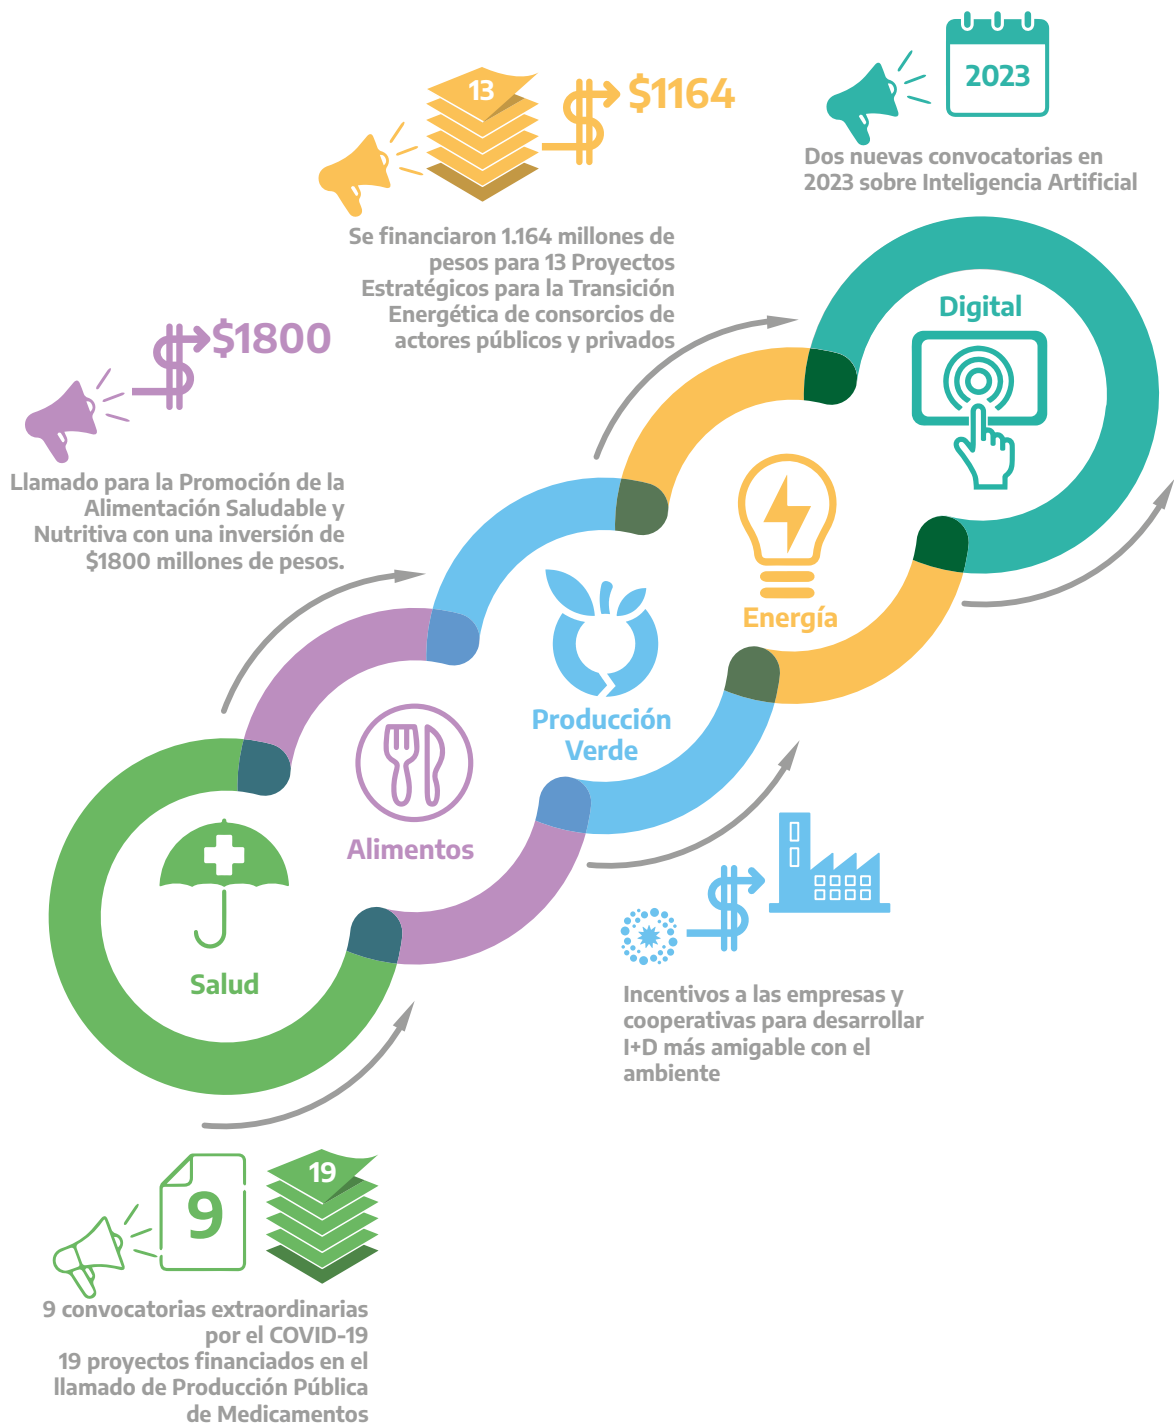 2023
Dos nuevas convocatorias en
2023 sobre Inteligencia Artificial
13
$1164
Se financiaron 1.164 millones de
pesos para 13 Proyectos
Estratégicos para la Transición
Energética de consorcios de
actores públicos y privados
$1800
Llamado para la Promoción de la
Alimentación Saludable y
Nutritiva con una inversión de
$1800 millones de pesos.
Digital
Energía
Producción
Verde
Alimentos
Salud
Incentivos a las empresas y
cooperativas para desarrollar
I+D más amigable con el
ambiente
9
19
9 convocatorias extraordinarias
por el COVID-19
19 proyectos financiados en el
llamado de Producción Pública
de Medicamentos